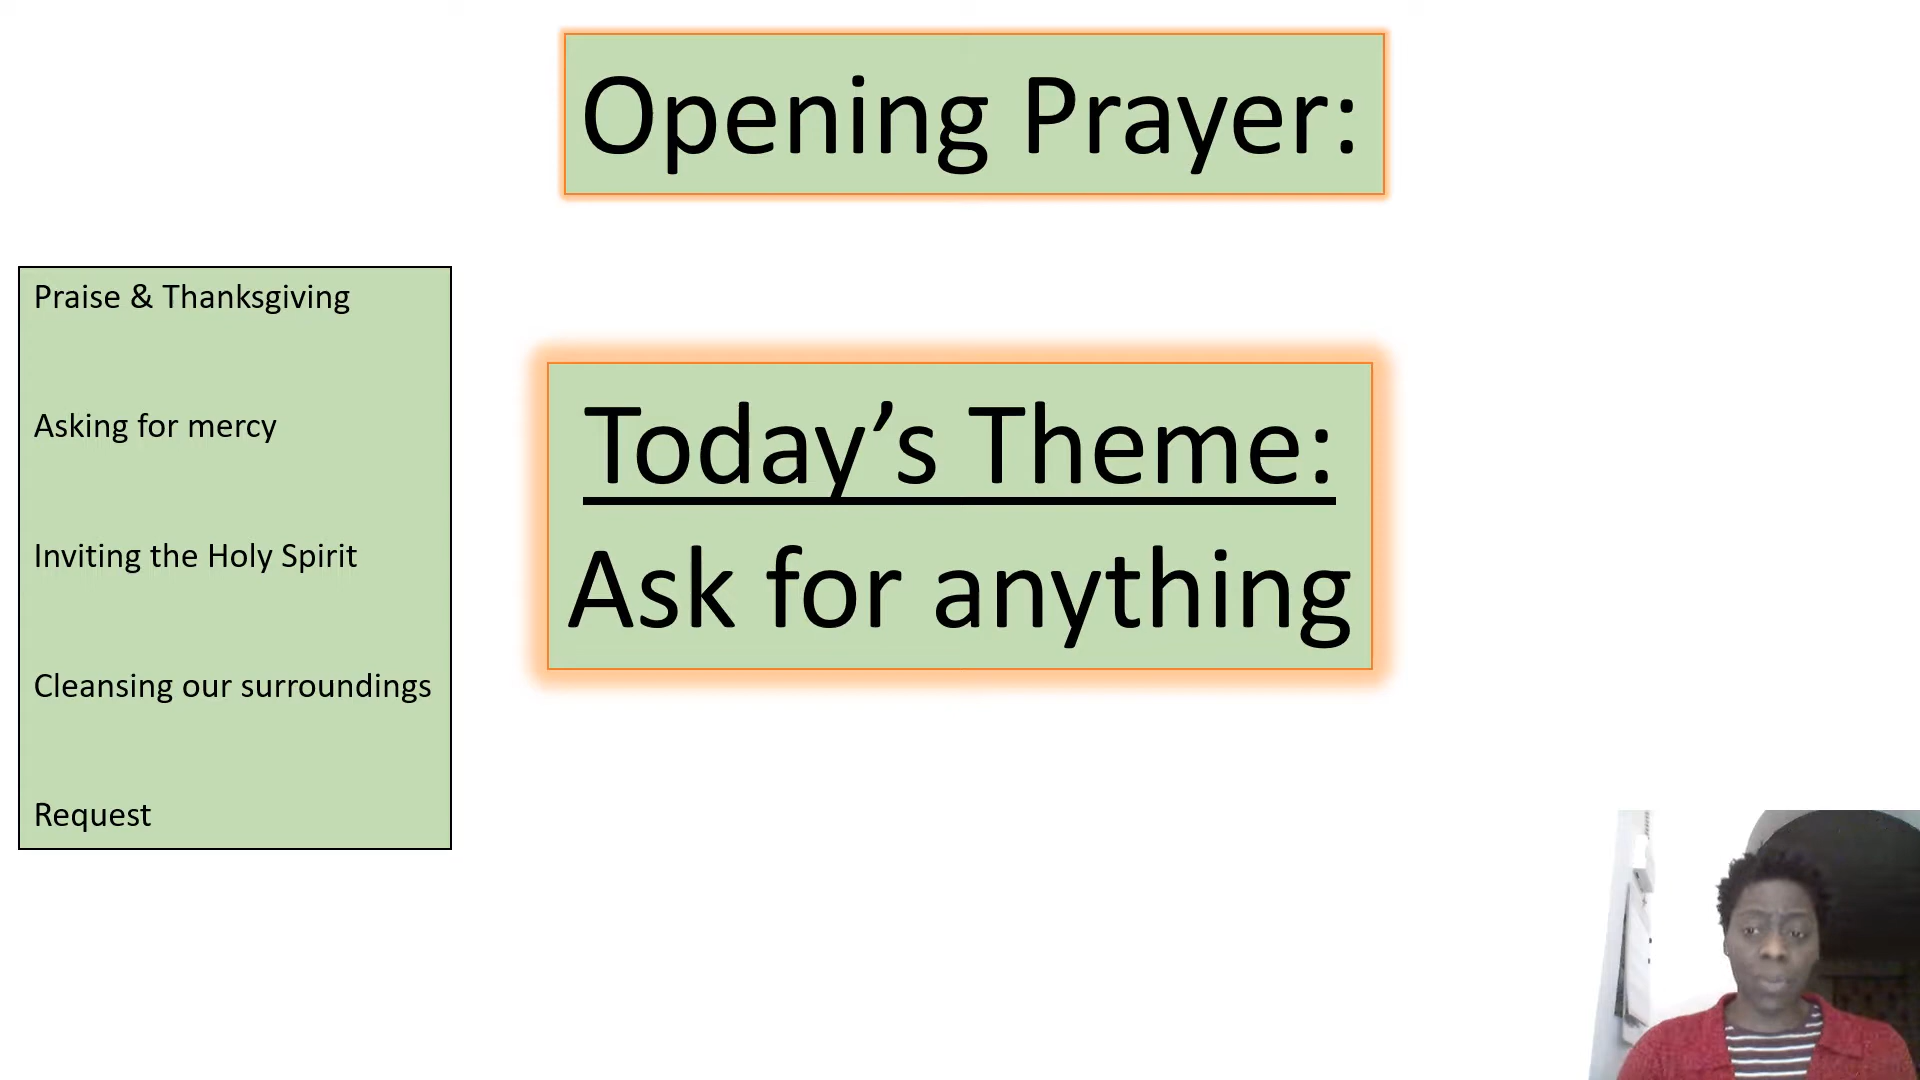 Opening Prayer:
Praise & Thanksgiving
Asking for mercy
Inviting the Holy Spirit
Cleansing our surroundings
Request
Today’s Theme:
Ask for anything